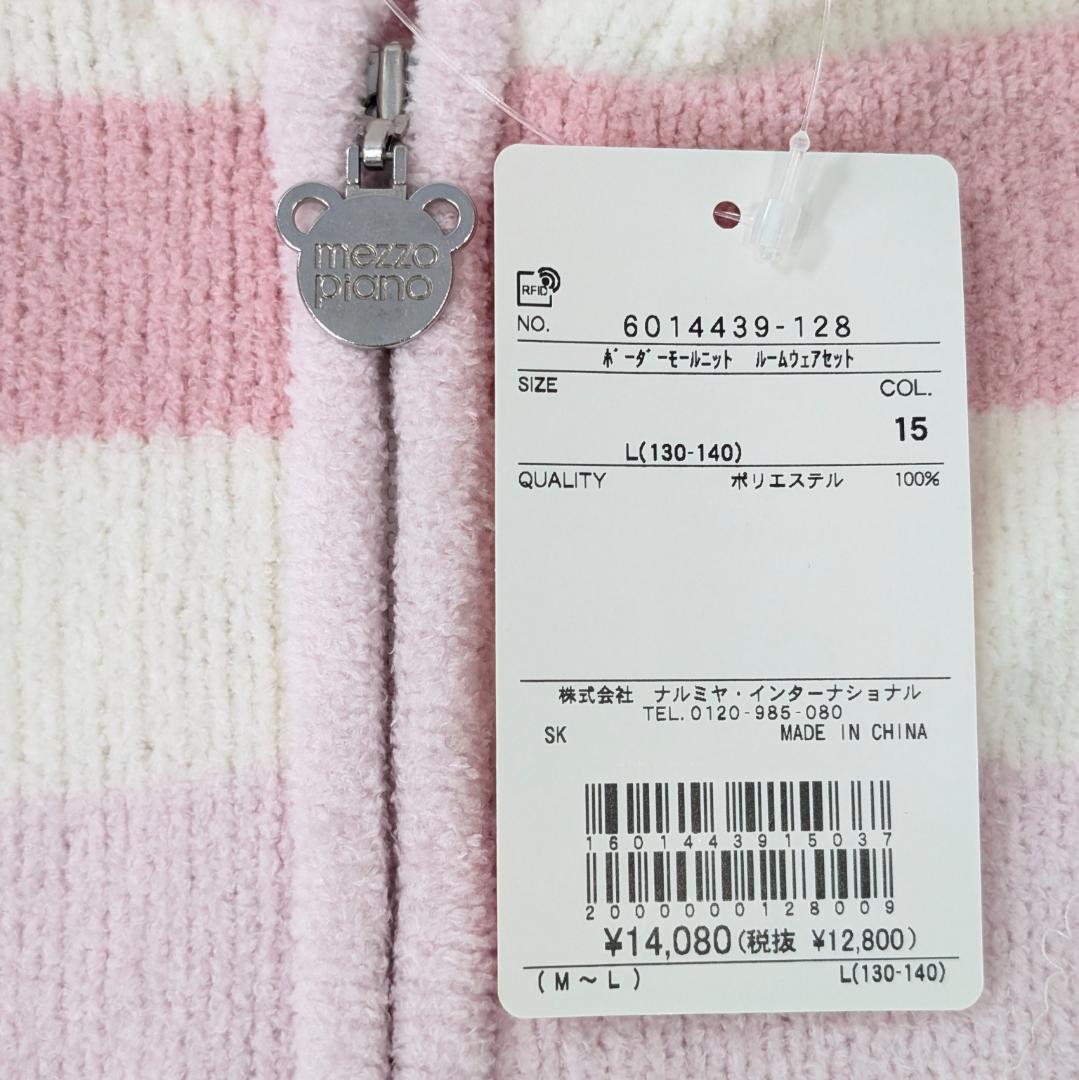 mezzo
piano
RFID
NO. 6014439-128
ﾎﾞｰﾀﾞｰﾓｰﾙﾆｯﾄ ﾙｰﾑｳｪｱｾｯﾄ
SIZE COL.
15
L(130-140)
QUALITY ポリエステル 100%
株式会社 ナルミヤ・インターナショナル
TEL.0120-985-080
SK MADE IN CHINA
1601443915037
2000000128009
¥14,080(税抜 ¥12,800)
(M～L) L(130-140)